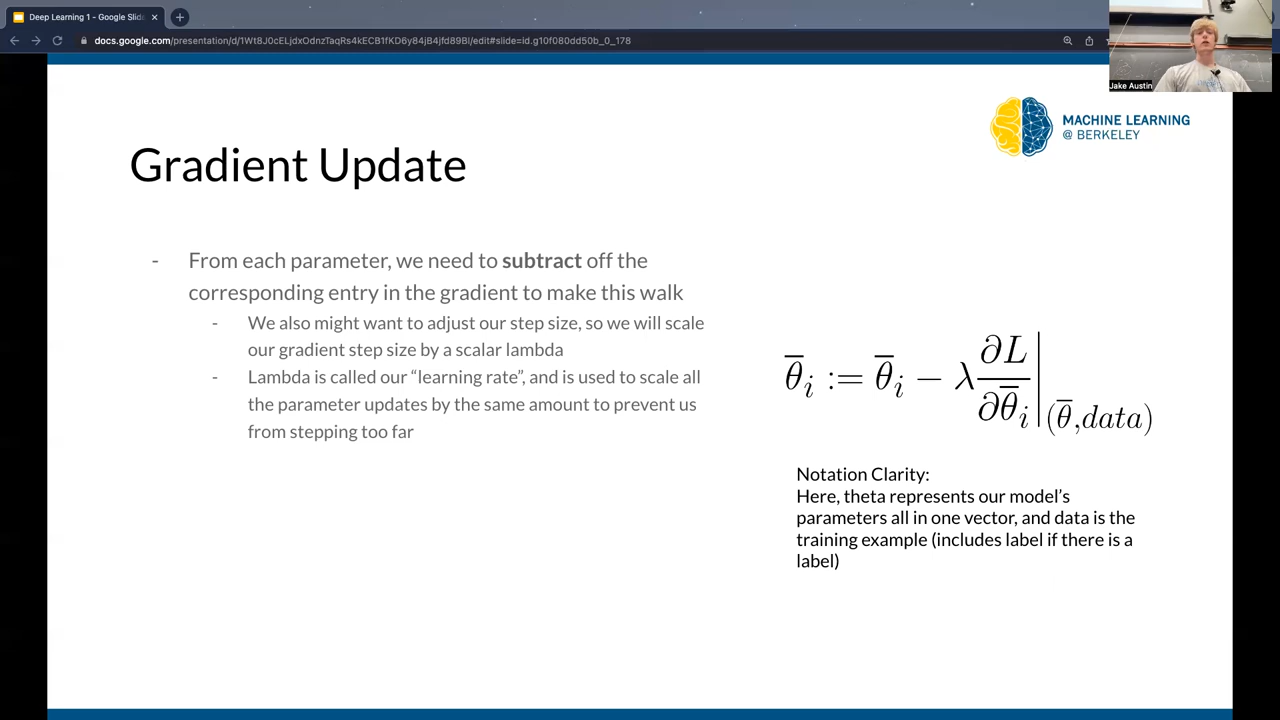 Deep Learning 1 - Google Slid
docs.google.com/presentation/d/1Wt8J0cELjdxOdnzTaqRs4kECB1fKD6y84jB4jfd89BI/edit#slide=id.g10f080dd50b_0_178
Jake Austin
MACHINE LEARNING
@ BERKELEY
Gradient Update
- From each parameter, we need to subtract off the
corresponding entry in the gradient to make this walk
- We also might want to adjust our step size, so we will scale
our gradient step size by a scalar lambda
- Lambda is called our “learning rate”, and is used to scale all
the parameter updates by the same amount to prevent us
from stepping too far
θ̅ᵢ := θ̅ᵢ − λ ∂L/∂θ̅ᵢ |(θ̅,data)
Notation Clarity:
Here, theta represents our model’s
parameters all in one vector, and data is the
training example (includes label if there is a
label)